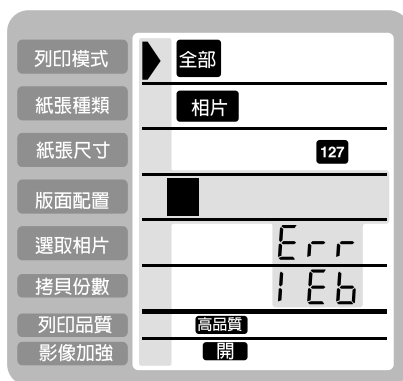 列印模式 全部
紙張種類 相片
紙張尺寸 127
版面配置
選取相片 Err
拷貝份數 1Eb
列印品質 高品質
影像加強 開